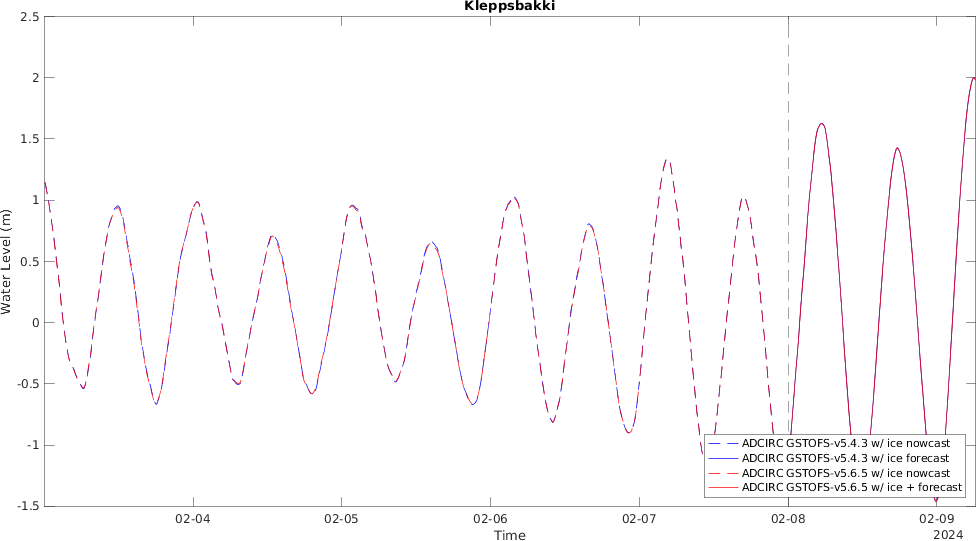 Kleppsbakki
2.5
2
1.5
1
0.5
0
-0.5
-1
-1.5
Water Level (m)
ADCIRC GSTOFS-v5.4.3 w/ ice nowcast
ADCIRC GSTOFS-v5.4.3 w/ ice forecast
ADCIRC GSTOFS-v5.6.5 w/ ice nowcast
ADCIRC GSTOFS-v5.6.5 w/ ice + forecast
02-04 02-05 02-06 02-07 02-08 02-09
Time 2024